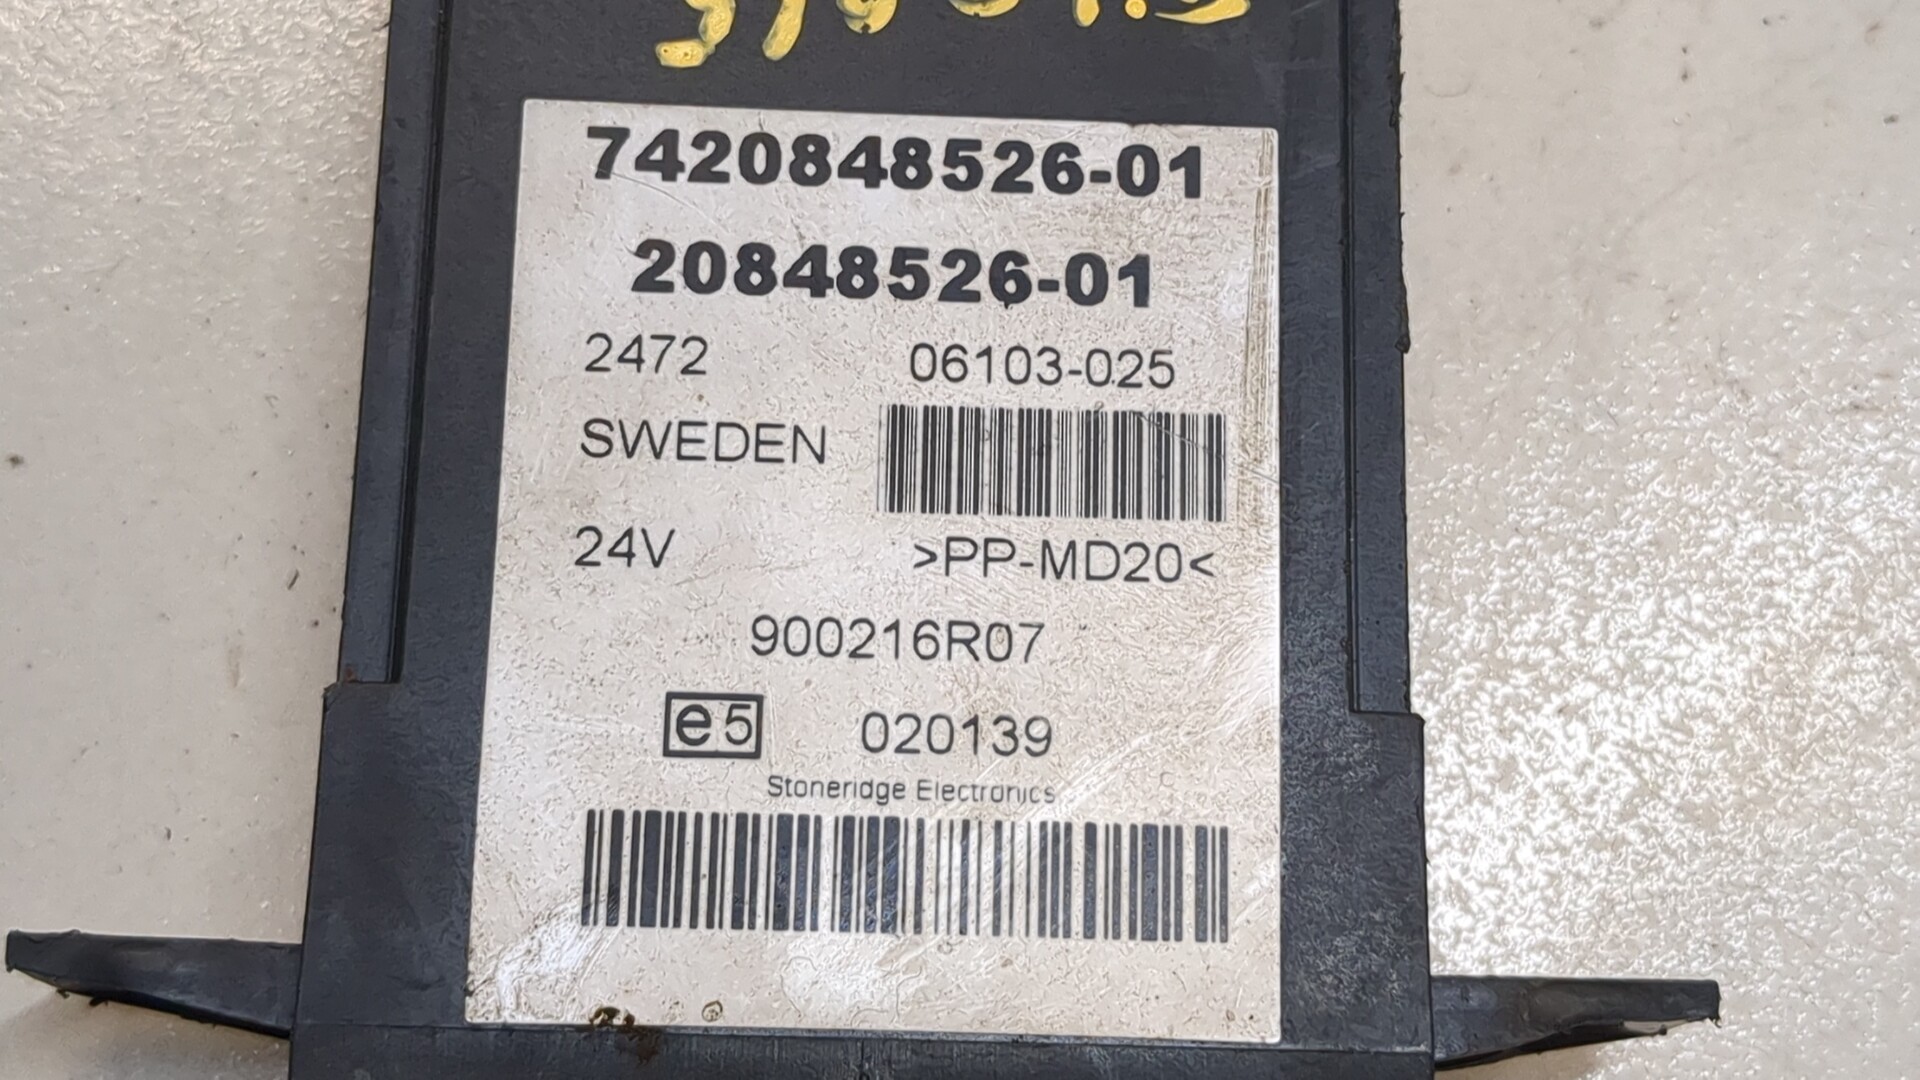 7420848526-01
20848526-01
2472 06103-025
SWEDEN
24V >PP-MD20<
900216R07
e5 020139
Stoneridge Electronics